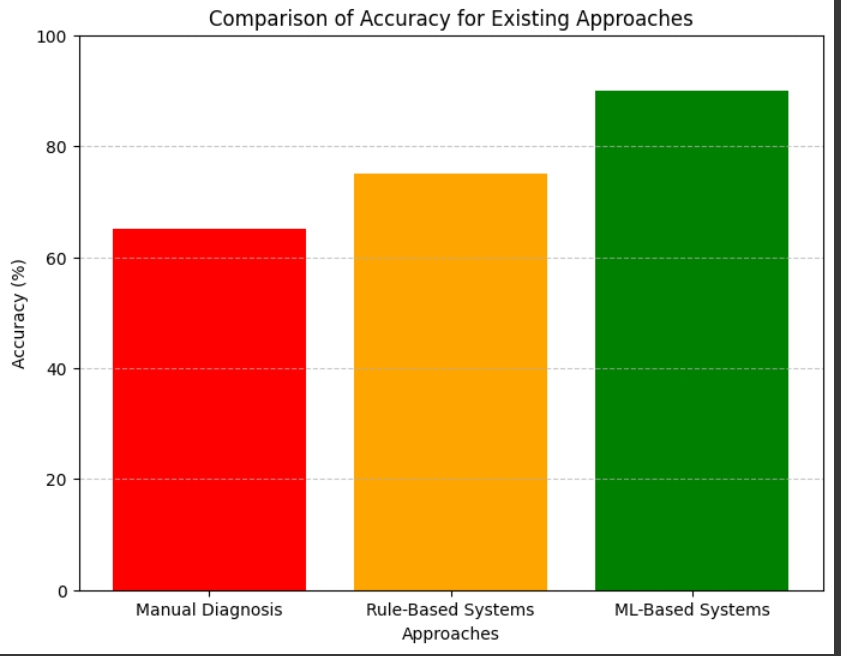 Comparison of Accuracy for Existing Approaches
100
80
60
40
20
0
Accuracy (%)
Manual Diagnosis Rule-Based Systems ML-Based Systems
Approaches